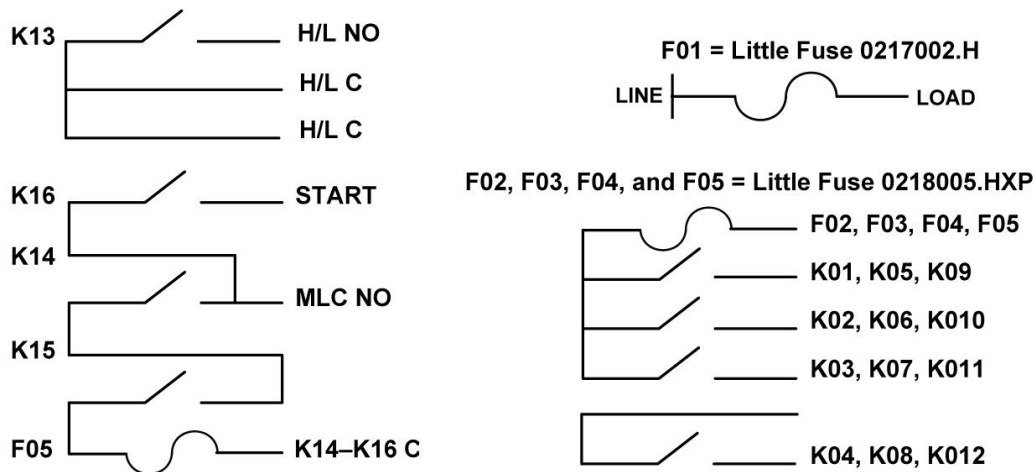 K13
H/L NO
H/L C
H/L C
K16
START
K14
MLC NO
K15
F05
K14–K16 C
F01 = Little Fuse 0217002.H
LINE
LOAD
F02, F03, F04, and F05 = Little Fuse 0218005.HXP
F02, F03, F04, F05
K01, K05, K09
K02, K06, K010
K03, K07, K011
K04, K08, K012